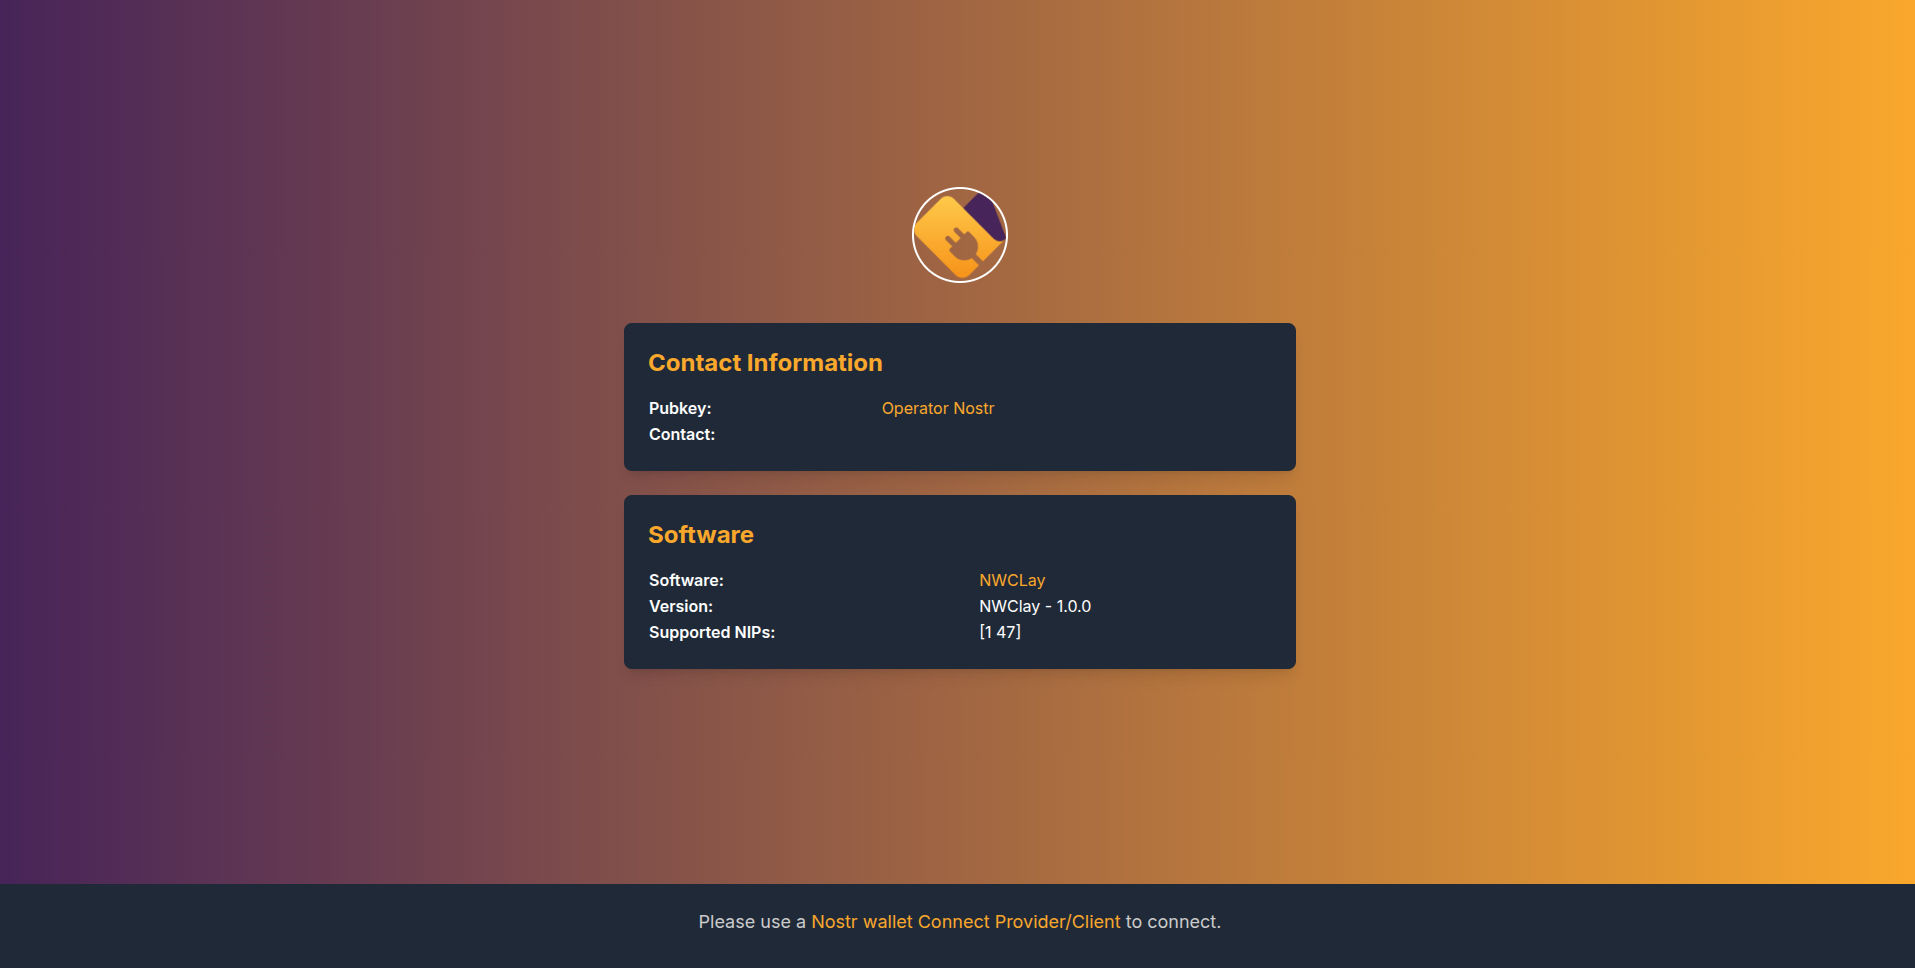 Contact Information
Pubkey: Operator Nostr
Contact:
Software
Software: NWCLay
Version: NWClay - 1.0.0
Supported NIPs: [1 47]
Please use a Nostr wallet Connect Provider/Client to connect.